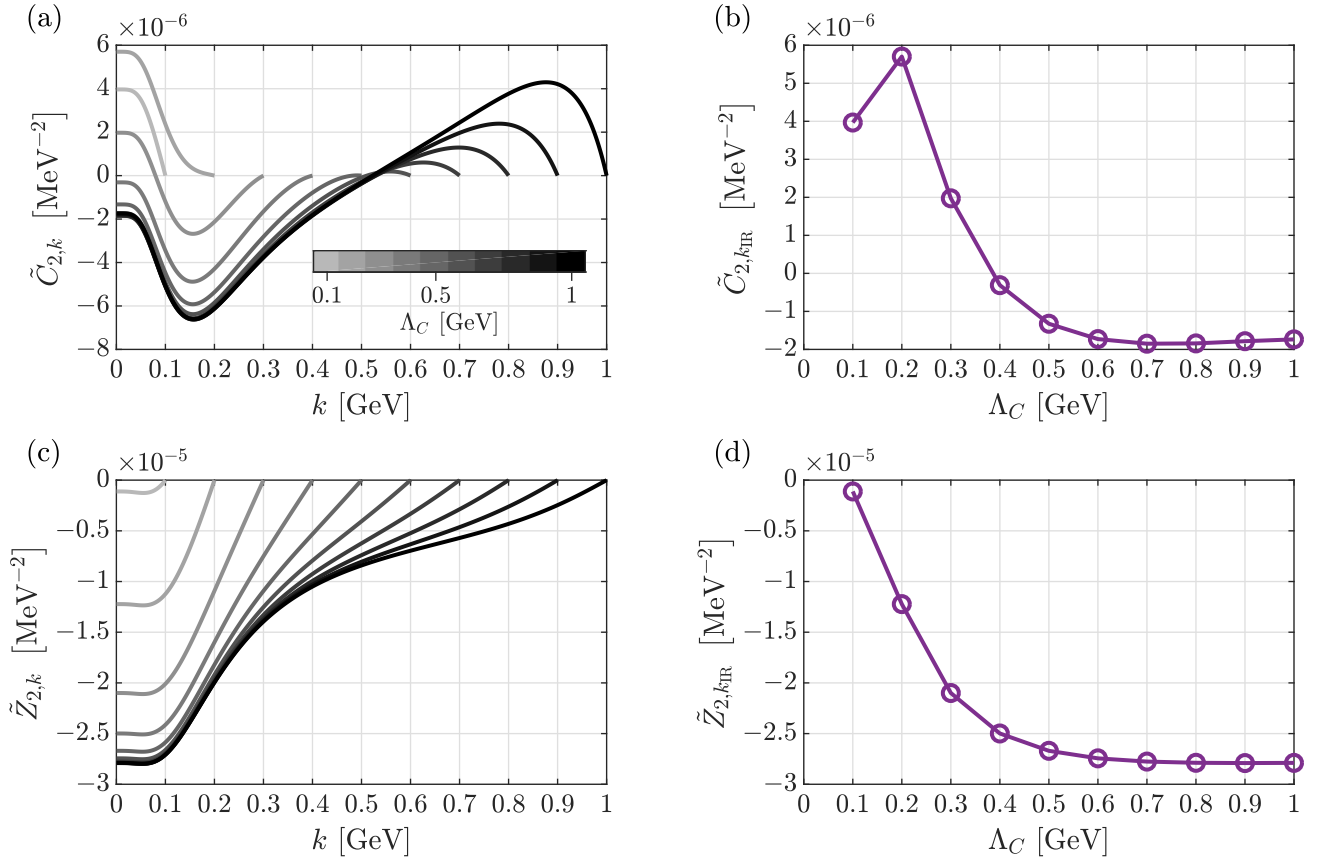 (a)
×10⁻⁶
6
4
2
0
−2
−4
−6
−8
C̃₂,ₖ [MeV⁻²]
0.1 0.5 1
Λ_C [GeV]
0 0.1 0.2 0.3 0.4 0.5 0.6 0.7 0.8 0.9 1
k [GeV]
(b)
×10⁻⁶
6
5
4
3
2
1
0
−1
−2
C̃_{2,k_IR} [MeV⁻²]
0 0.1 0.2 0.3 0.4 0.5 0.6 0.7 0.8 0.9 1
Λ_C [GeV]
(c)
×10⁻⁵
0
−0.5
−1
−1.5
−2
−2.5
−3
Z̃₂,ₖ [MeV⁻²]
0 0.1 0.2 0.3 0.4 0.5 0.6 0.7 0.8 0.9 1
k [GeV]
(d)
×10⁻⁵
0
−0.5
−1
−1.5
−2
−2.5
−3
Z̃_{2,k_IR} [MeV⁻²]
0 0.1 0.2 0.3 0.4 0.5 0.6 0.7 0.8 0.9 1
Λ_C [GeV]